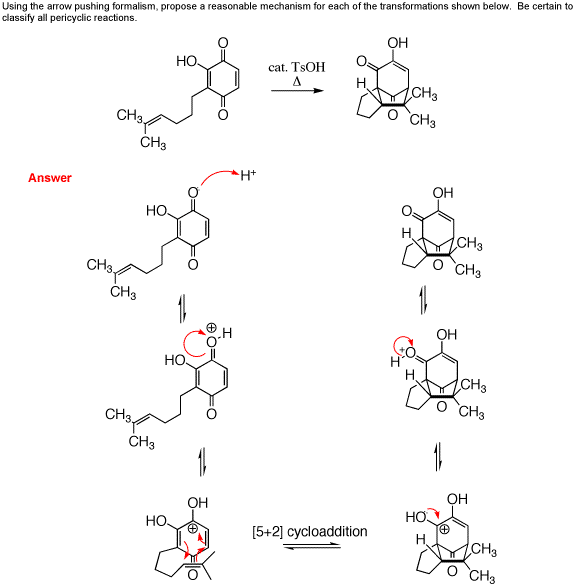 Using the arrow pushing formalism, propose a reasonable mechanism for each of the transformations shown below. Be certain to
classify all pericyclic reactions.
O
HO
O
CH3
CH3
cat. TsOH
Δ
OH
O
H
CH3
O
CH3
Answer
H+
O
HO
O
CH3
CH3
OH
O
H
CH3
O
CH3
⊕ H
O
HO
O
CH3
CH3
OH
+
O
H
H
CH3
O
CH3
OH
HO
⊕
O
[5+2] cycloaddition
OH
HO
⊕
H
CH3
O
CH3